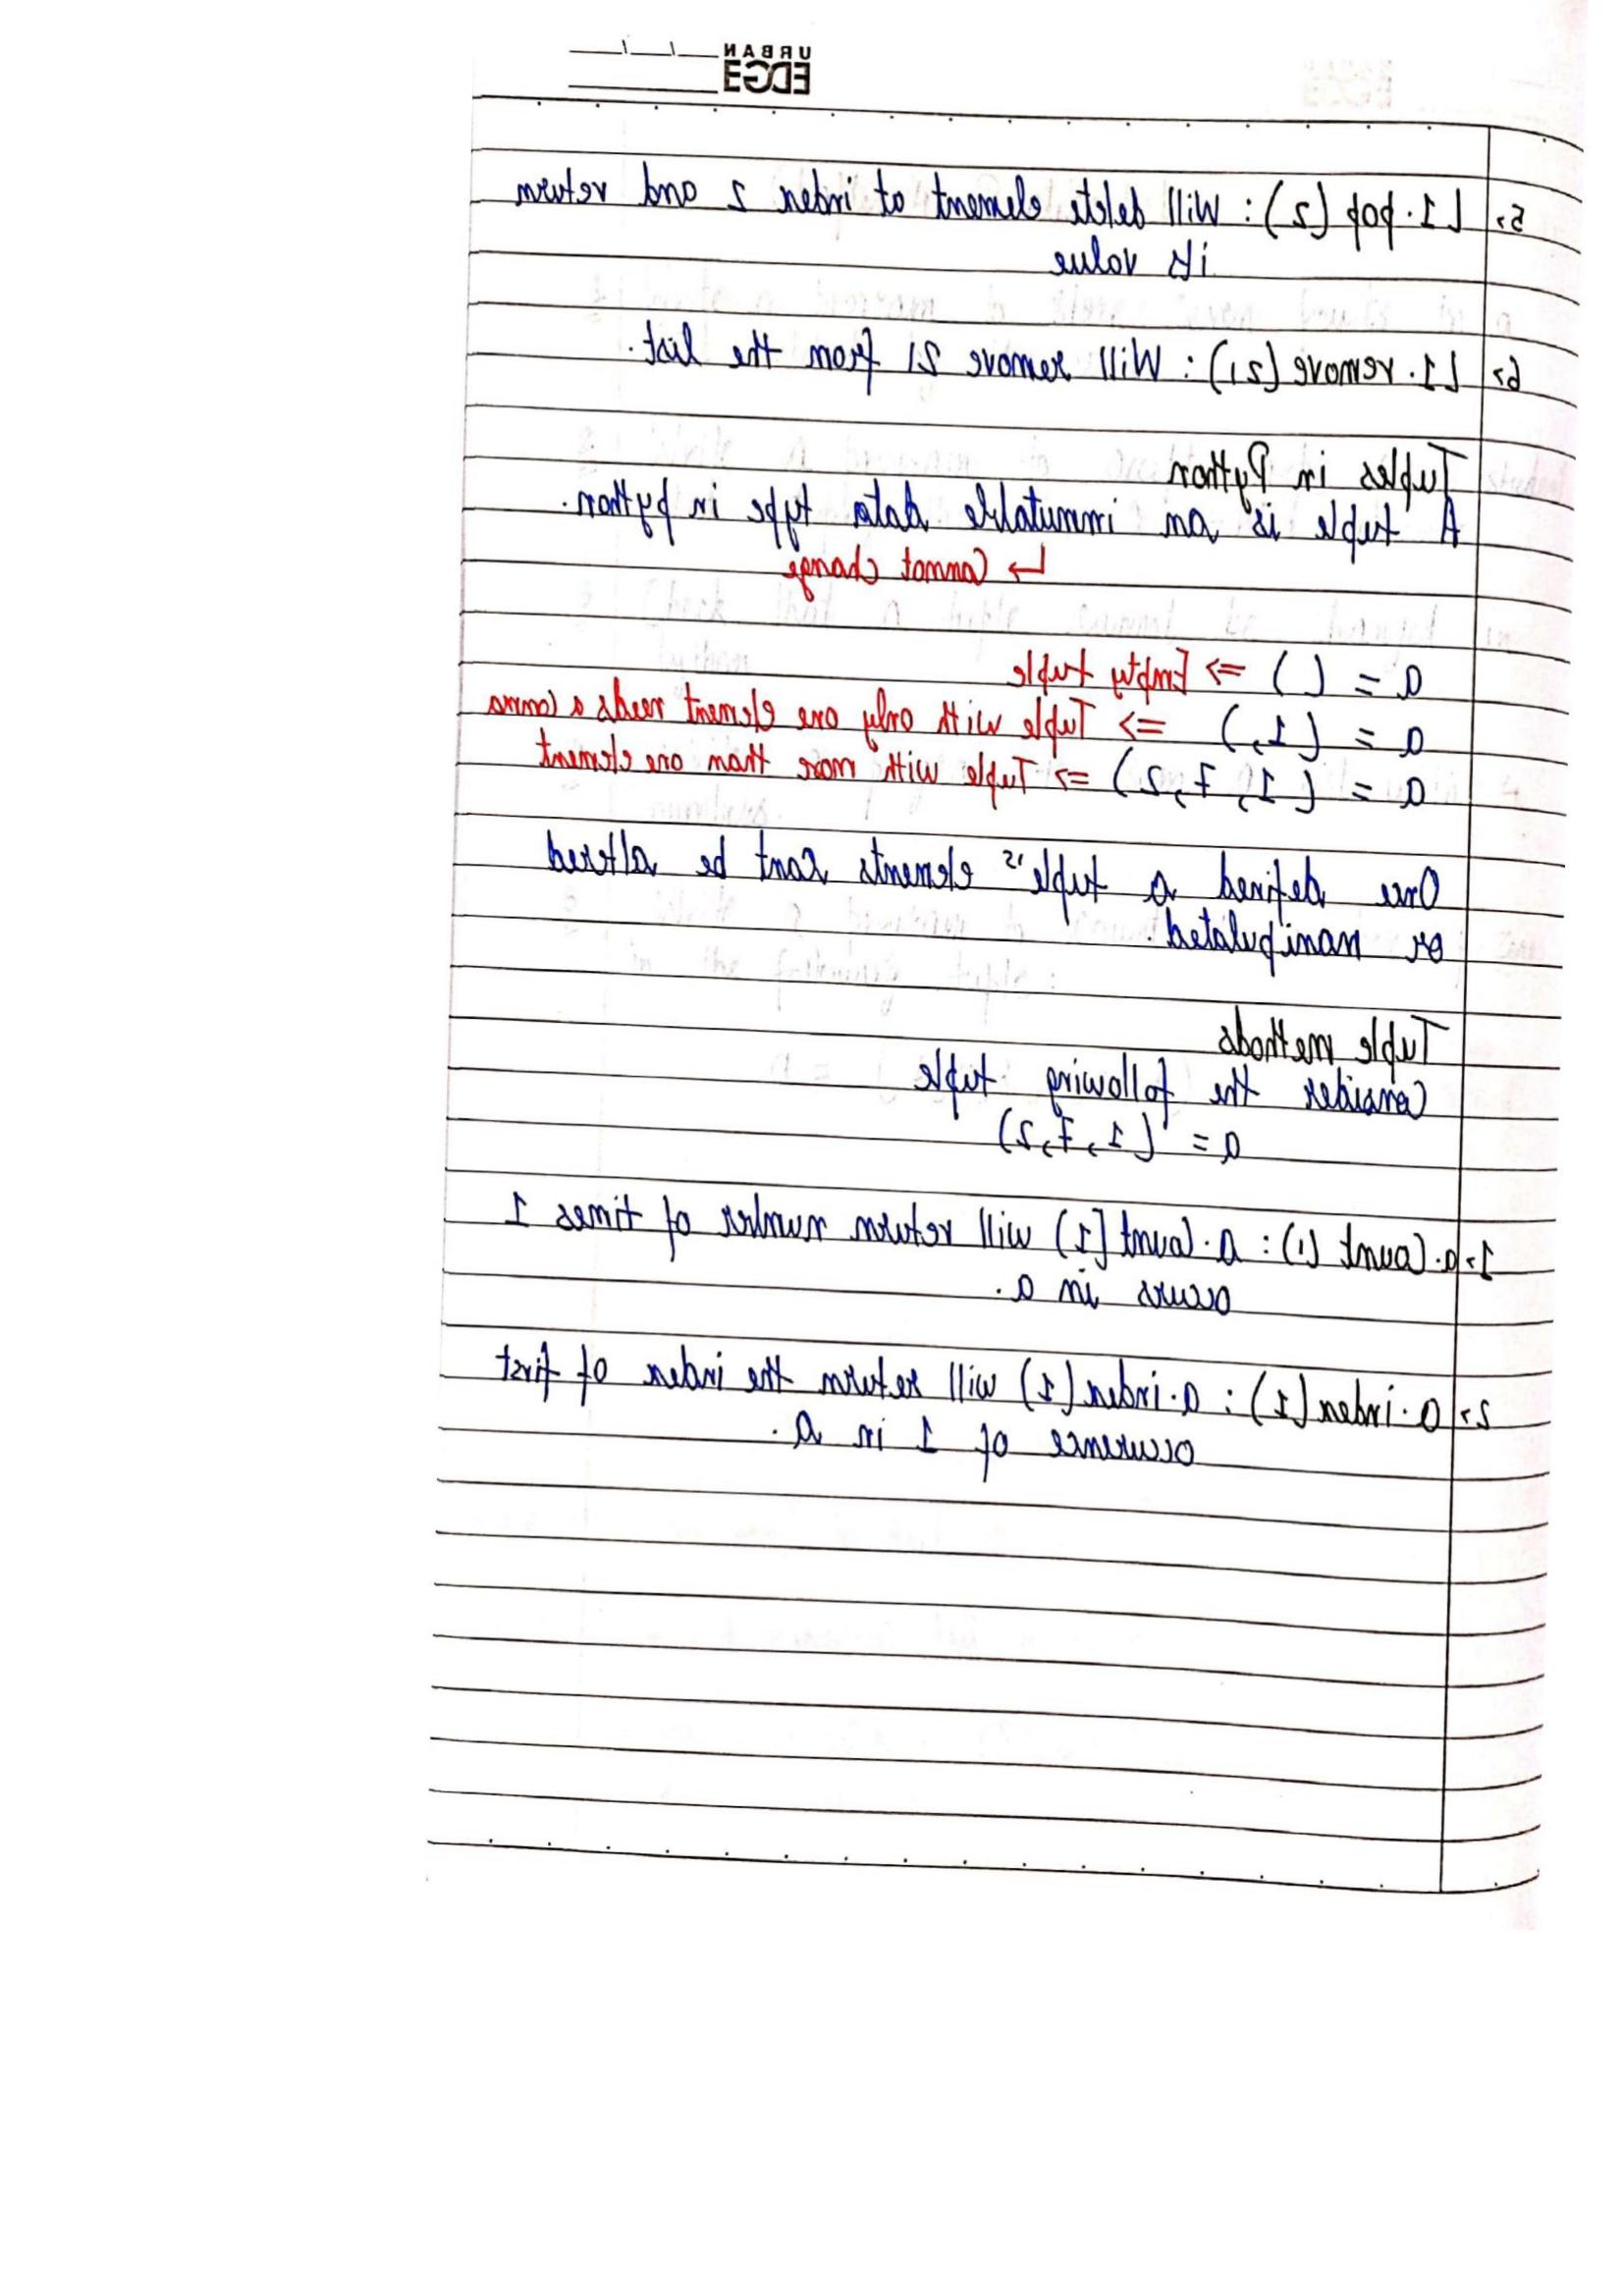 URBAN
EDGE
5> L1.pop(2): Will delete element at index 2 and return
its value
6> L1.remove(21): Will remove 21 from the list.
Tuples in Python
A tuple is an immutable data type in python.
↳ Cannot change
a = ( ) => Empty tuple
a = (1,) => Tuple with only one element needs a comma
a = (1, 7, 2) => Tuple with more than one element
Once defined a tuple's elements cant be altered
or manipulated.
Tuple methods
Consider the following tuple
a = (1, 7, 2)
1> a.Count (1): a.Count (1) will return number of times 1
occurs in a.
2> a.index(1): a.index(1) will return the index of first
occurence of 1 in a.